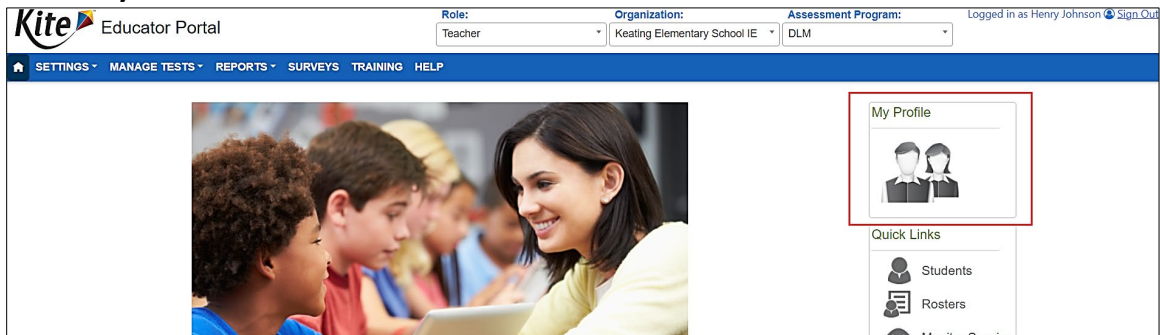 Kite Educator Portal
Role:
Teacher
Organization:
Keating Elementary School IE
Assessment Program:
DLM
Logged in as Henry Johnson Sign Out
SETTINGS MANAGE TESTS REPORTS SURVEYS TRAINING HELP
My Profile
Quick Links
Students
Rosters